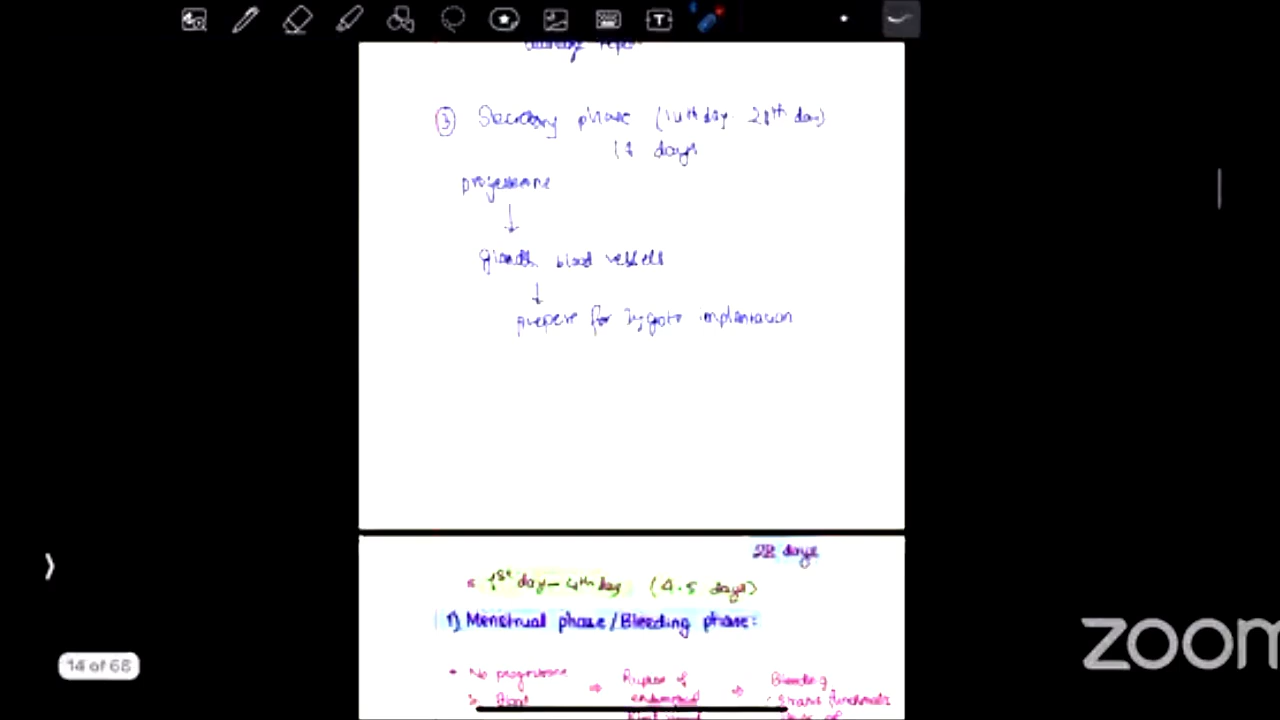 ③ Secretory phase (14th day - 28th day)
14 days
progesterone
↓
glands blood vessels
↓
prepare for zygote implantation
28 days
1st day - 4th day (4-5 days)
1) Menstrual phase/Bleeding phase:
No progesterone → Rupture of → Bleeding
endometrial
14 of 68
zoom
T